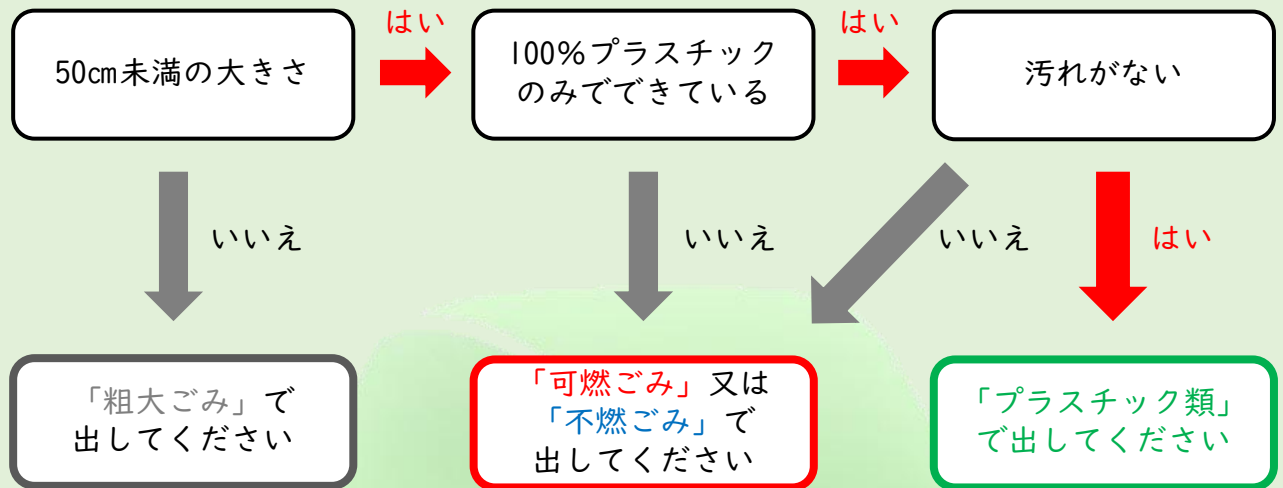 はい
はい
50㎝未満の大きさ
100%プラスチック
のみでできている
汚れがない
いいえ
いいえ
いいえ
はい
「粗大ごみ」で
出してください
「可燃ごみ」又は
「不燃ごみ」で
出してください
「プラスチック類」
で出してください